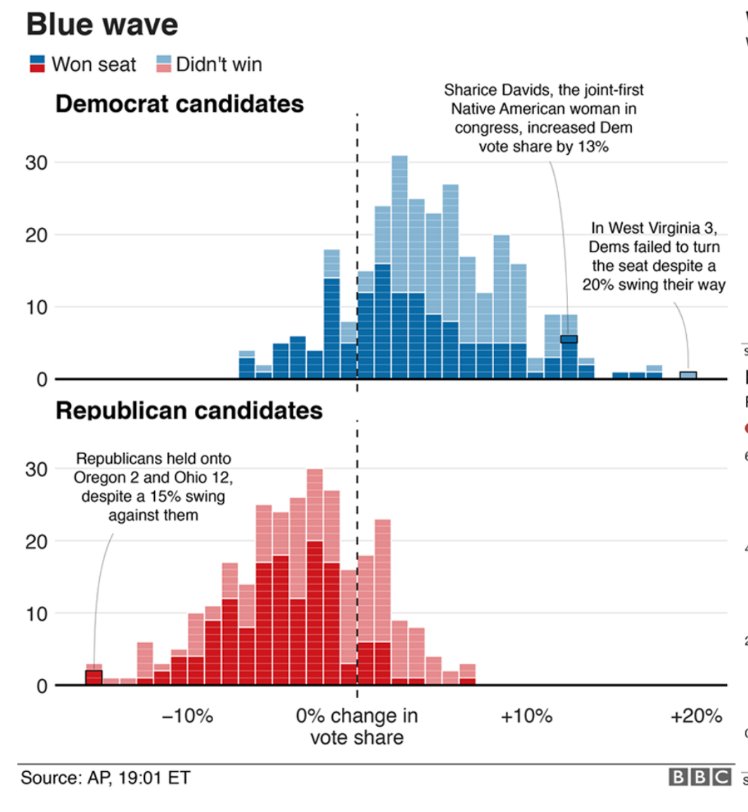 Blue wave
Won seat Didn't win
Democrat candidates
Sharice Davids, the joint-first
Native American woman in
congress, increased Dem
vote share by 13%
In West Virginia 3,
Dems failed to turn
the seat despite a
20% swing their way
30
20
10
0
Republican candidates
Republicans held onto
Oregon 2 and Ohio 12,
despite a 15% swing
against them
30
20
10
0
−10%
0% change in
vote share
+10%
+20%
Source: AP, 19:01 ET
BBC